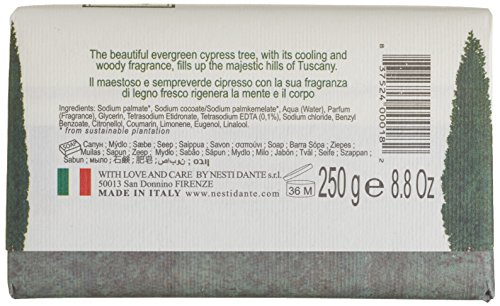 The beautiful evergreen cypress tree, with its cooling and
woody fragrance, fills up the majestic hills of Tuscany.
Il maestoso e sempreverde cipresso con la sua fragranza
di legno fresco rigenera la mente e il corpo
Ingredients: Sodium palmate*, Sodium cocoate/Sodium palmkernelate*, Aqua (Water), Parfum
(Fragrance), Glycerin, Tetrasodium Etidronate, Tetrasodium EDTA (0,1%), Sodium chloride, Benzyl
Benzoate, Citronellol, Coumarin, Limonene, Eugenol, Linalool.
* from sustainable plantation
SOAP Сапун / Mydło / Sæbe / Seep / Saippua / Savon / σαπούνι / Soap / Barra Sópa / Ziepes
/ Muilas / Sapun / Zeep / Mydło / Sabão / Săpun / Mýdlo / Milo / Jabón / Tvål / Seife / Szappan /
Sabun / мыло / 石鹸 / 肥皂 / صابون / סבון
WITH LOVE AND CARE BY NESTI DANTE s.r.l.
50013 San Donnino FIRENZE
MADE IN ITALY www.nestidante.com
36 M
250 g e 8.8 Oz
8 37524 00018 2